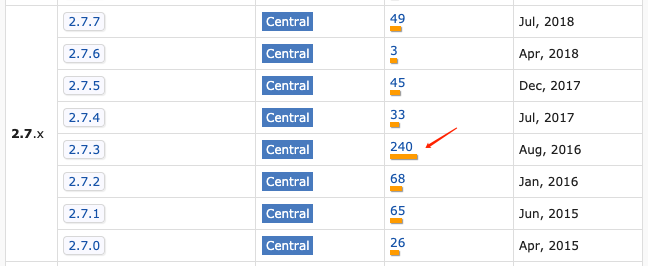 2.7.7 Central 49 Jul, 2018
2.7.6 Central 3 Apr, 2018
2.7.5 Central 45 Dec, 2017
2.7.4 Central 33 Jul, 2017
2.7.x
2.7.3 Central 240 Aug, 2016
2.7.2 Central 68 Jan, 2016
2.7.1 Central 65 Jun, 2015
2.7.0 Central 26 Apr, 2015